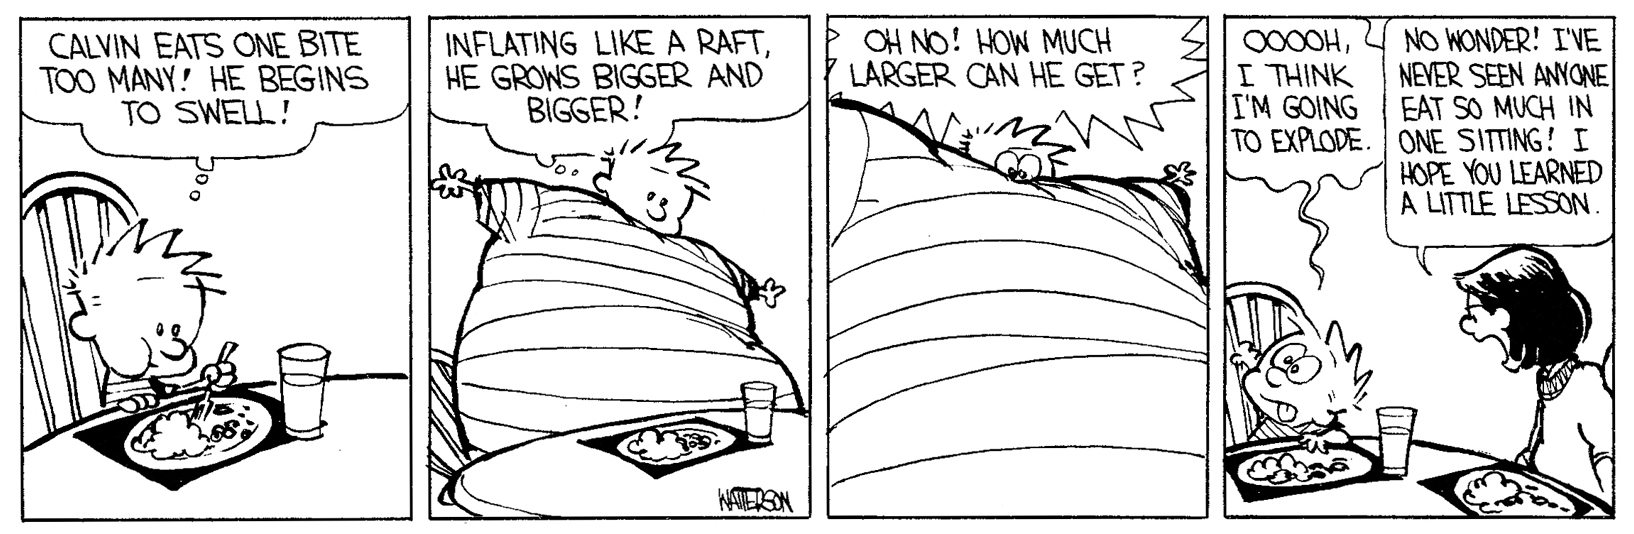 CALVIN EATS ONE BITE
TOO MANY! HE BEGINS
TO SWELL!
INFLATING LIKE A RAFT,
HE GROWS BIGGER AND
BIGGER!
WATTERSON
OH NO! HOW MUCH
LARGER CAN HE GET?
OOOOH,
I THINK
I'M GOING
TO EXPLODE.
NO WONDER! I'VE
NEVER SEEN ANYONE
EAT SO MUCH IN
ONE SITTING! I
HOPE YOU LEARNED
A LITTLE LESSON.